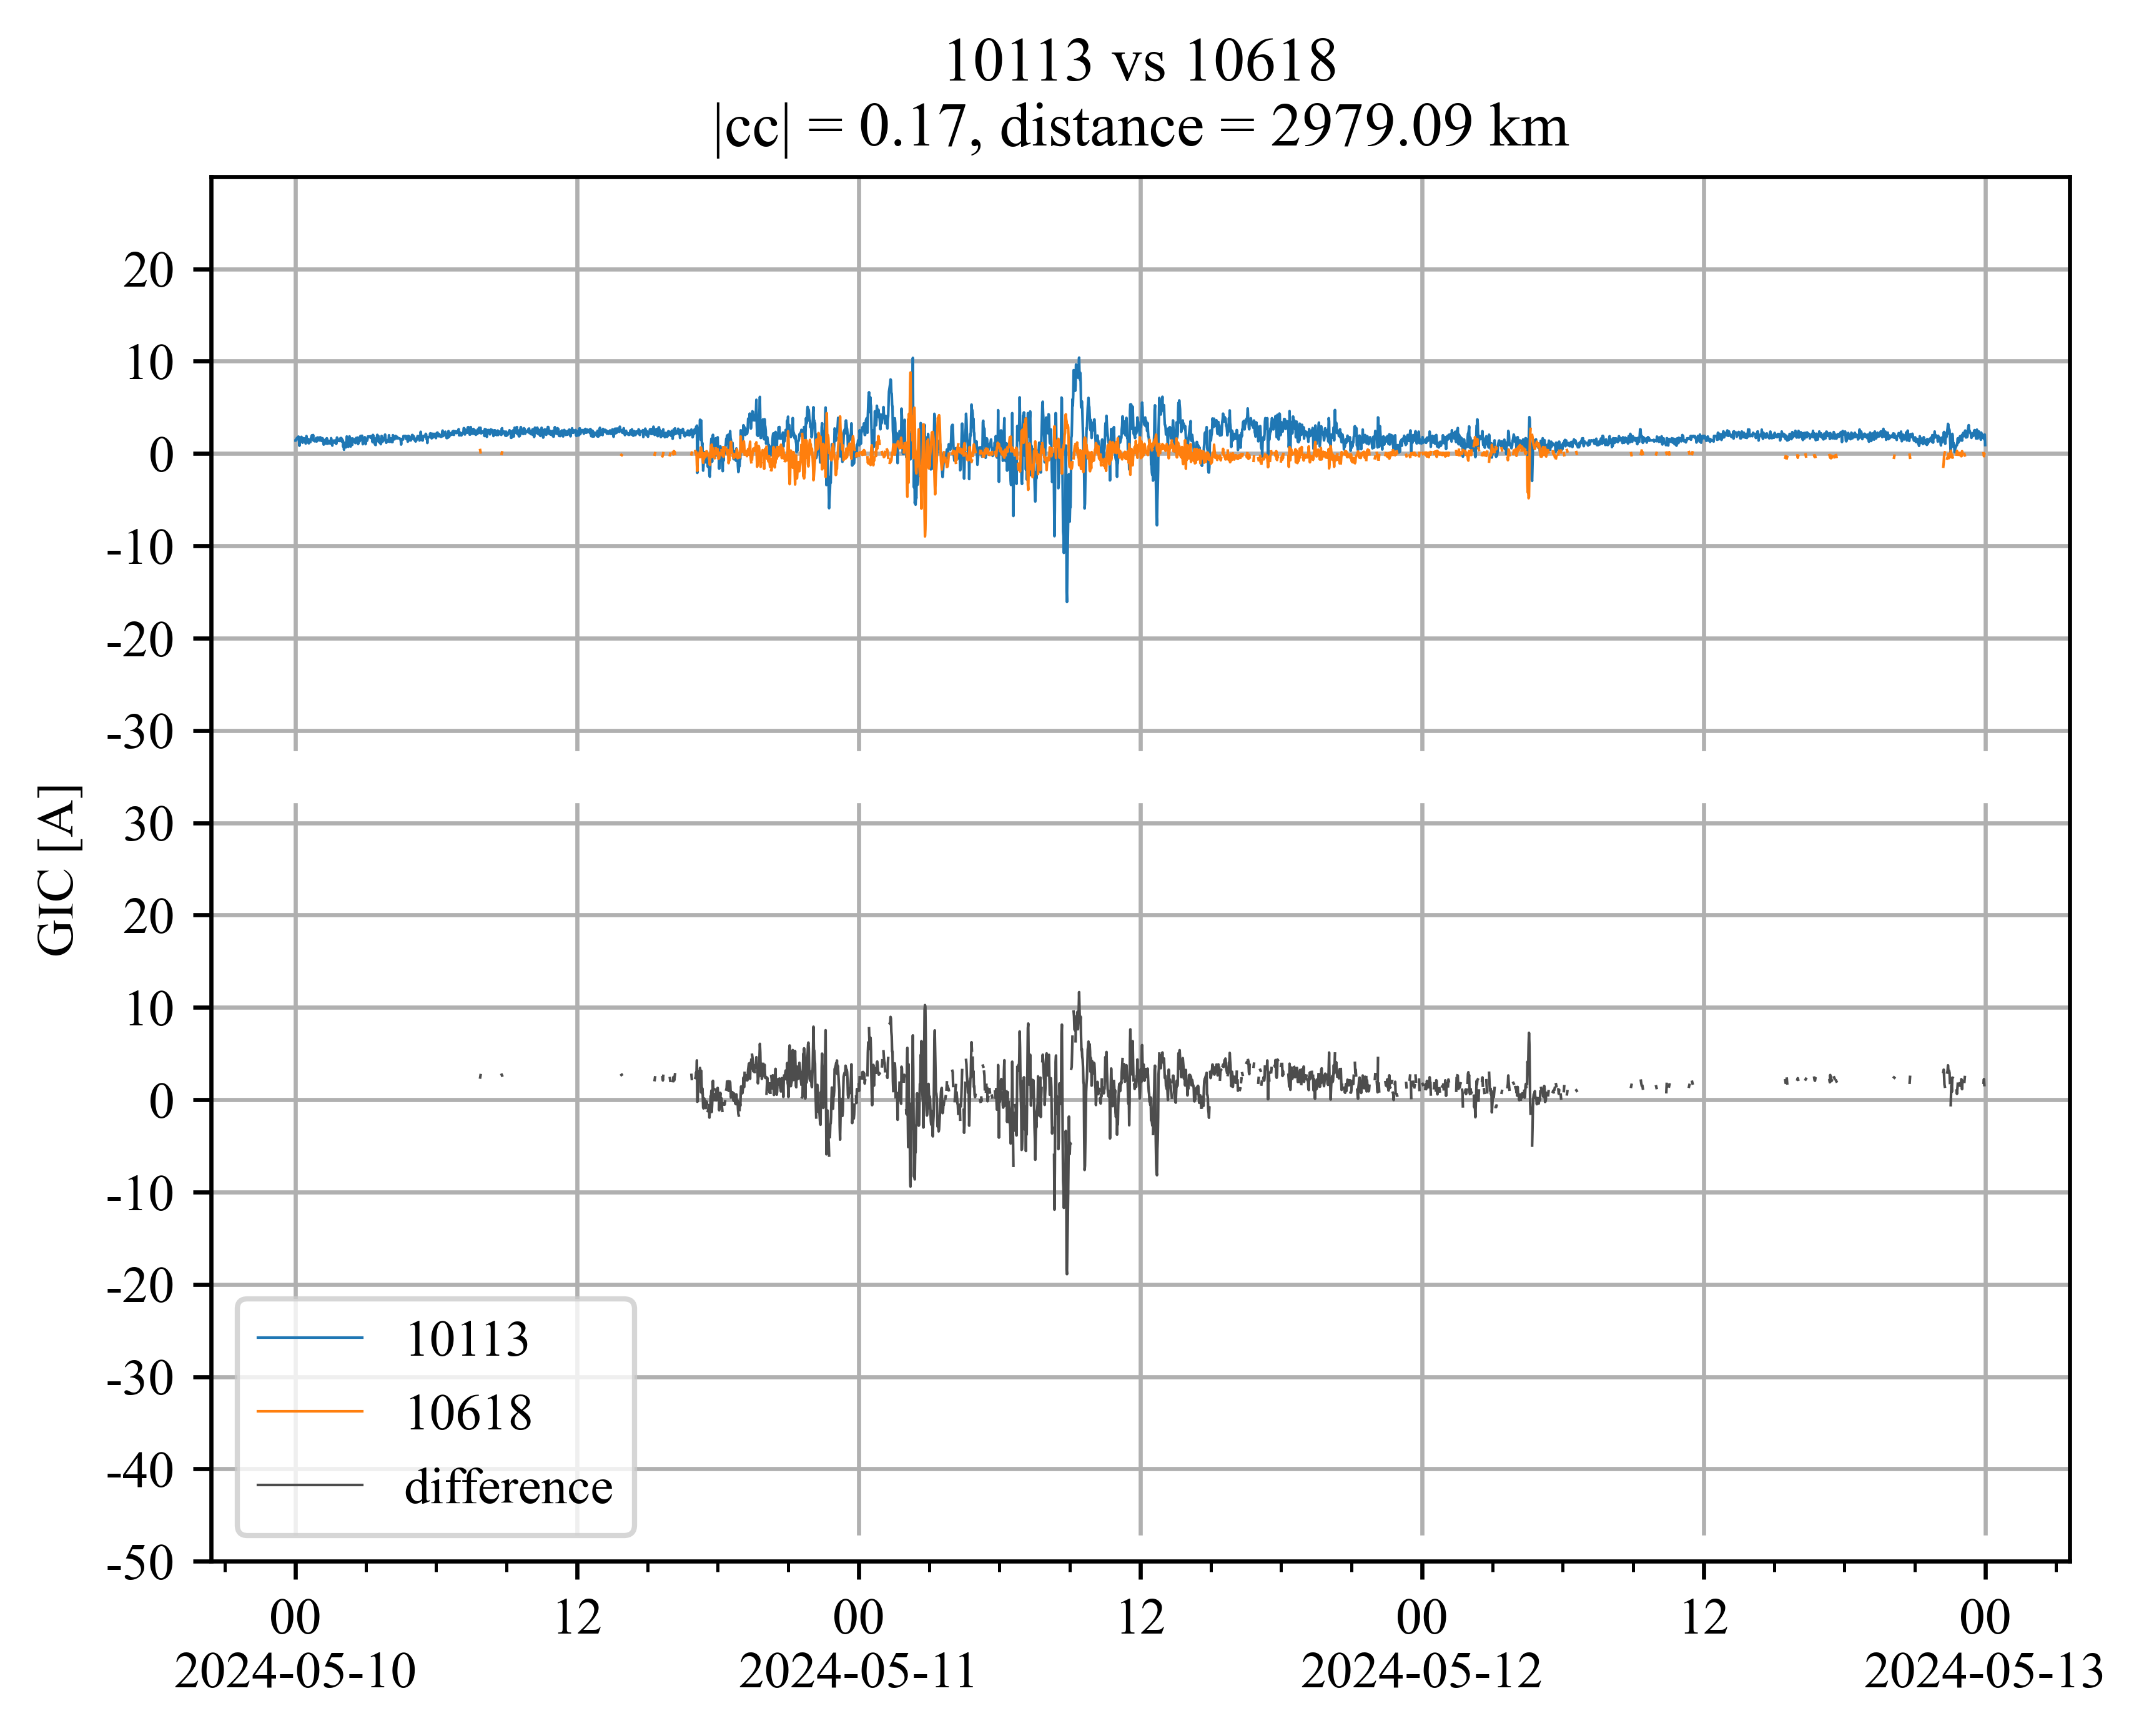 10113 vs 10618
|cc| = 0.17, distance = 2979.09 km
GIC [A]
20
10
0
-10
-20
-30
30
20
10
0
-10
-20
-30
-40
-50
10113
10618
difference
00 12 00 12 00 12 00
2024-05-10 2024-05-11 2024-05-12 2024-05-13